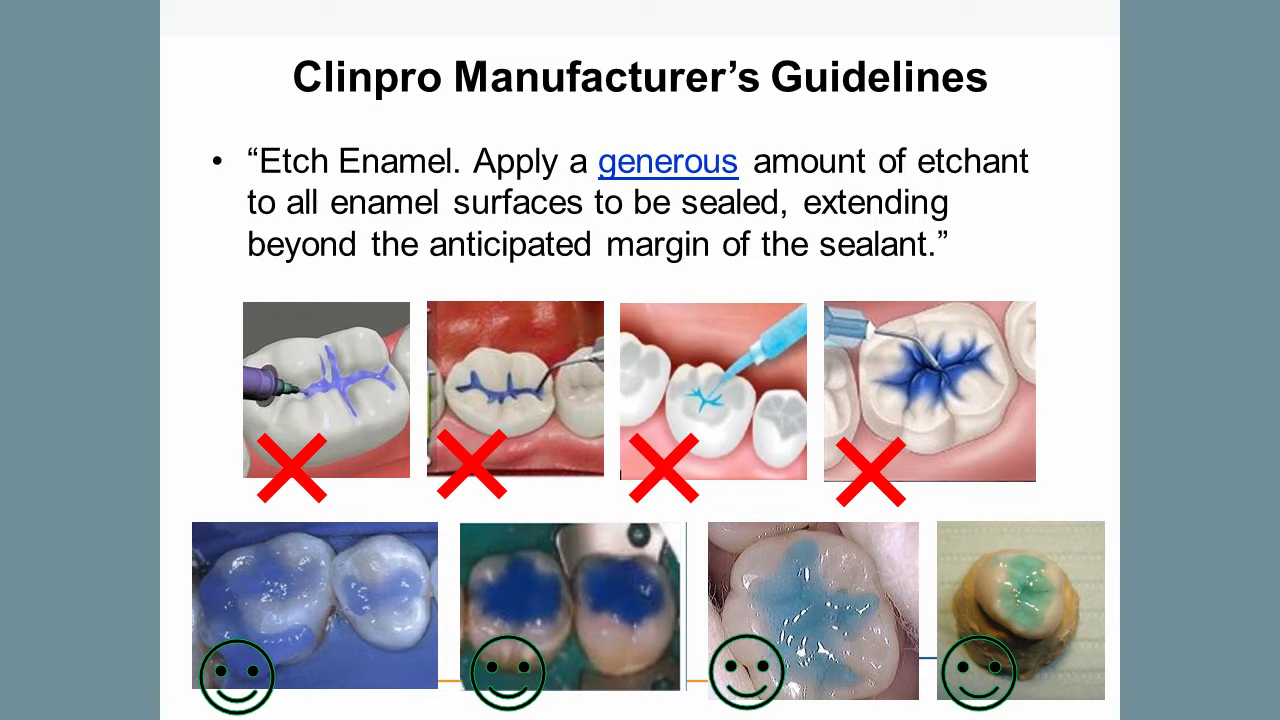 Clinpro Manufacturer’s Guidelines
• “Etch Enamel. Apply a generous amount of etchant
to all enamel surfaces to be sealed, extending
beyond the anticipated margin of the sealant.”